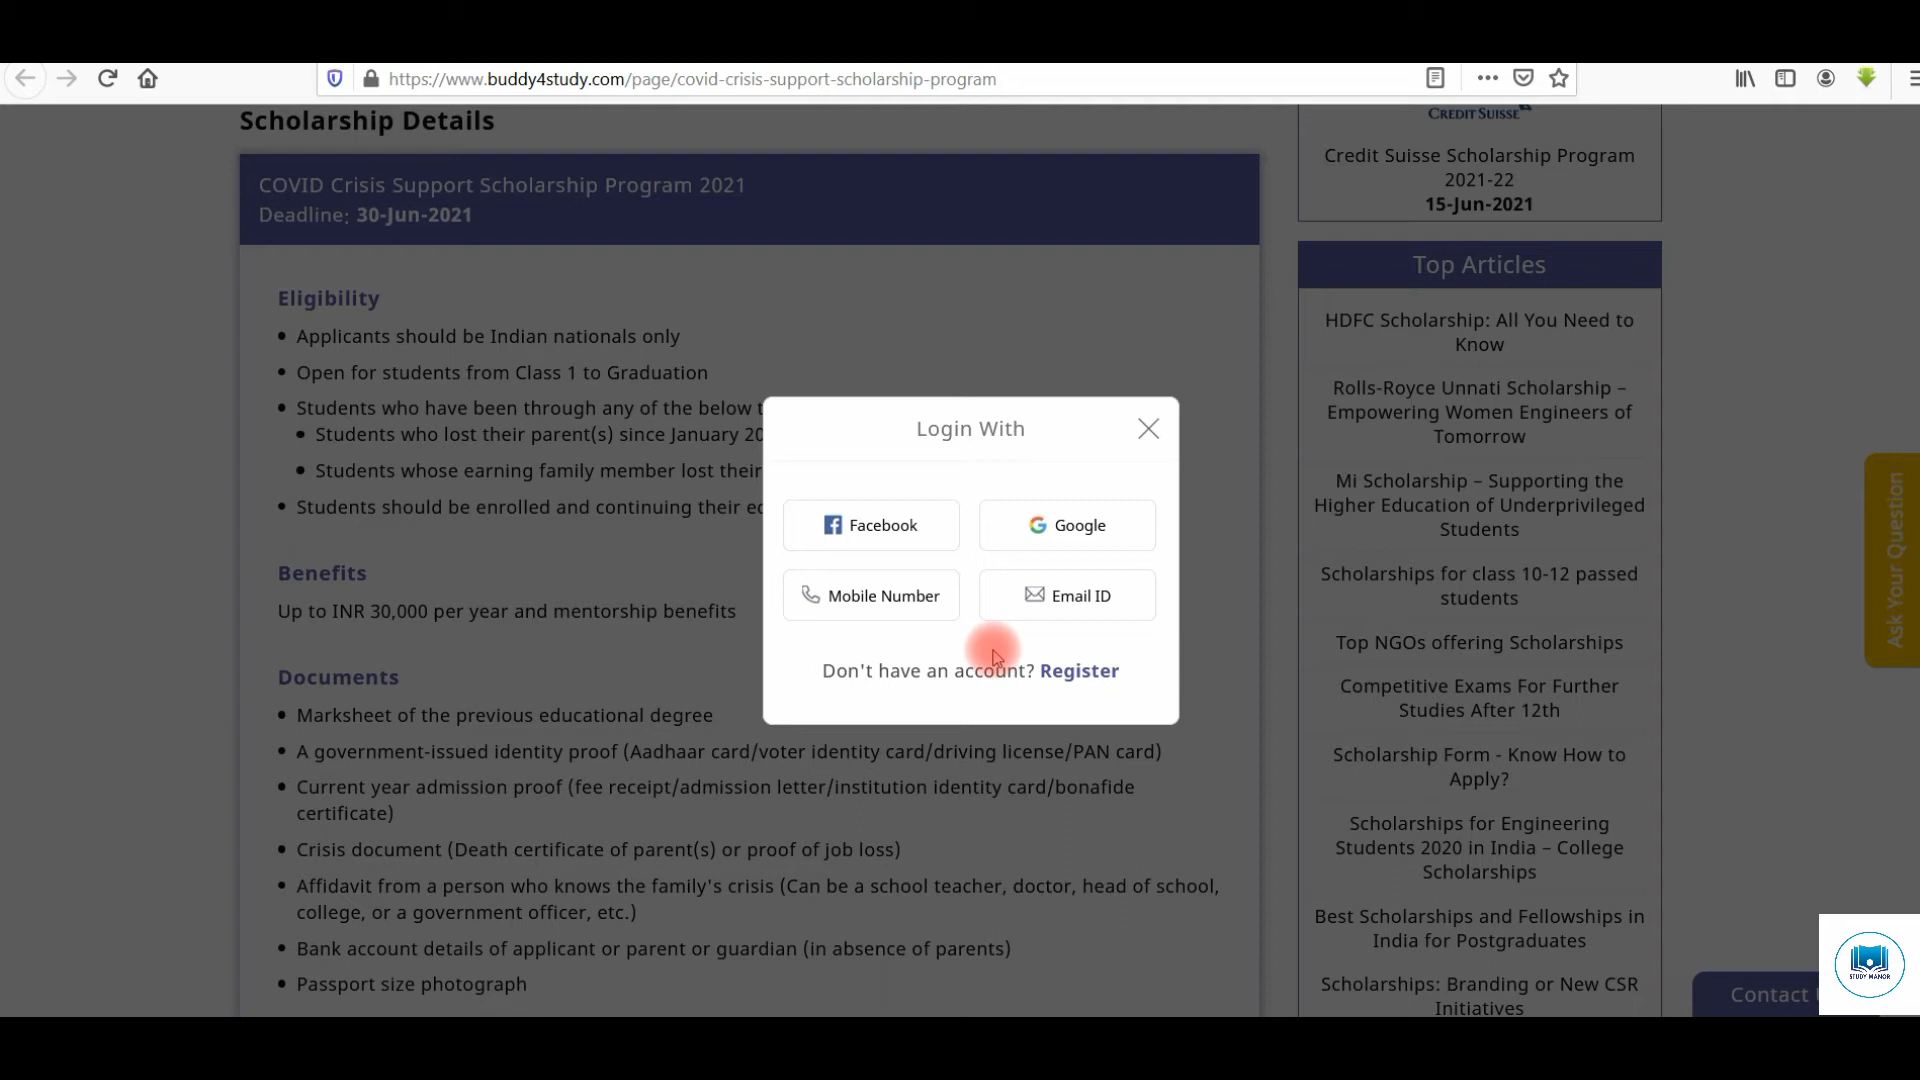 https://www.buddy4study.com/page/covid-crisis-support-scholarship-program
Scholarship Details
COVID Crisis Support Scholarship Program 2021
Deadline: 30-Jun-2021
Eligibility
Applicants should be Indian nationals only
Open for students from Class 1 to Graduation
Students who have been through any of the below
Students who lost their parent(s) since January
Students whose earning family member lost their
Students should be enrolled and continuing their
Benefits
Up to INR 30,000 per year and mentorship benefits
Documents
Marksheet of the previous educational degree
A government-issued identity proof (Aadhaar card/voter identity card/driving license/PAN card)
Current year admission proof (fee receipt/admission letter/institution identity card/bonafide
certificate)
Crisis document (Death certificate of parent(s) or proof of job loss)
Affidavit from a person who knows the family's crisis (Can be a school teacher, doctor, head of school,
college, or a government officer, etc.)
Bank account details of applicant or parent or guardian (in absence of parents)
Passport size photograph
Login With
Facebook
Google
Mobile Number
Email ID
Don't have an account? Register
CREDIT SUISSE
Credit Suisse Scholarship Program
2021-22
15-Jun-2021
Top Articles
HDFC Scholarship: All You Need to
Know
Rolls-Royce Unnati Scholarship –
Empowering Women Engineers of
Tomorrow
Mi Scholarship – Supporting the
Higher Education of Underprivileged
Students
Scholarships for class 10-12 passed
students
Top NGOs offering Scholarships
Competitive Exams For Further
Studies After 12th
Scholarship Form - Know How to
Apply?
Scholarships for Engineering
Students 2020 in India – College
Scholarships
Best Scholarships and Fellowships in
India for Postgraduates
Scholarships: Branding or New CSR
Initiatives
Ask Your Question
Contact
STUDY MANOR